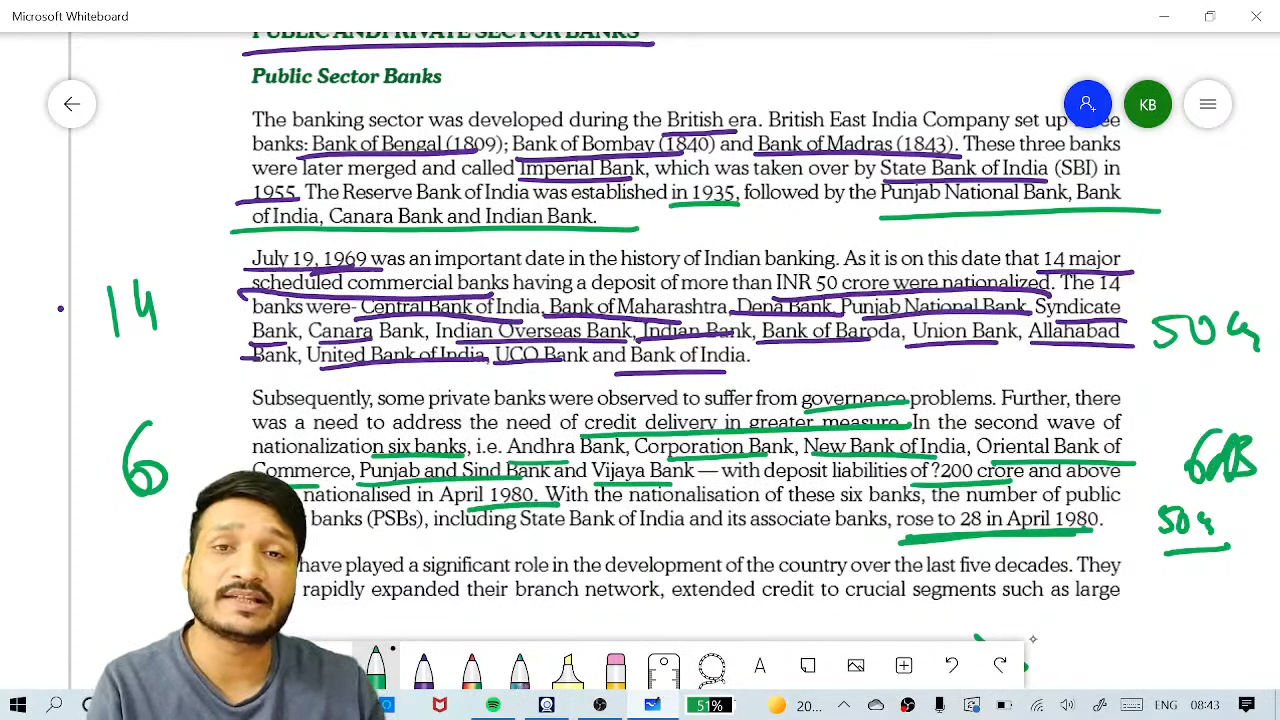 Microsoft Whiteboard
PUBLIC AND PRIVATE SECTOR BANKS
Public Sector Banks
The banking sector was developed during the British era. British East India Company set up
banks: Bank of Bengal (1809); Bank of Bombay (1840) and Bank of Madras (1843). These three banks
were later merged and called Imperial Bank, which was taken over by State Bank of India (SBI) in
1955. The Reserve Bank of India was established in 1935, followed by the Punjab National Bank, Bank
of India, Canara Bank and Indian Bank.
KB
July 19, 1969 was an important date in the history of Indian banking. As it is on this date that 14 major
scheduled commercial banks having a deposit of more than INR 50 crore were nationalized. The 14
banks were- Central Bank of India, Bank of Maharashtra, Dena Bank, Punjab National Bank, Syndicate
Bank, Canara Bank, Indian Overseas Bank, Indian Bank, Bank of Baroda, Union Bank, Allahabad
Bank, United Bank of India, UCO Bank and Bank of India.
14
Subsequently, some private banks were observed to suffer from governance problems. Further, there
was a need to address the need of credit delivery in greater measure. In the second wave of
nationalization six banks, i.e. Andhra Bank, Corporation Bank, New Bank of India, Oriental Bank of
Commerce, Punjab and Sind Bank and Vijaya Bank — with deposit liabilities of ?200 crore and above
nationalised in April 1980. With the nationalisation of these six banks, the number of public
banks (PSBs), including State Bank of India and its associate banks, rose to 28 in April 1980.
6
have played a significant role in the development of the country over the last five decades. They
rapidly expanded their branch network, extended credit to crucial segments such as large
51%
20
ENG
08:43